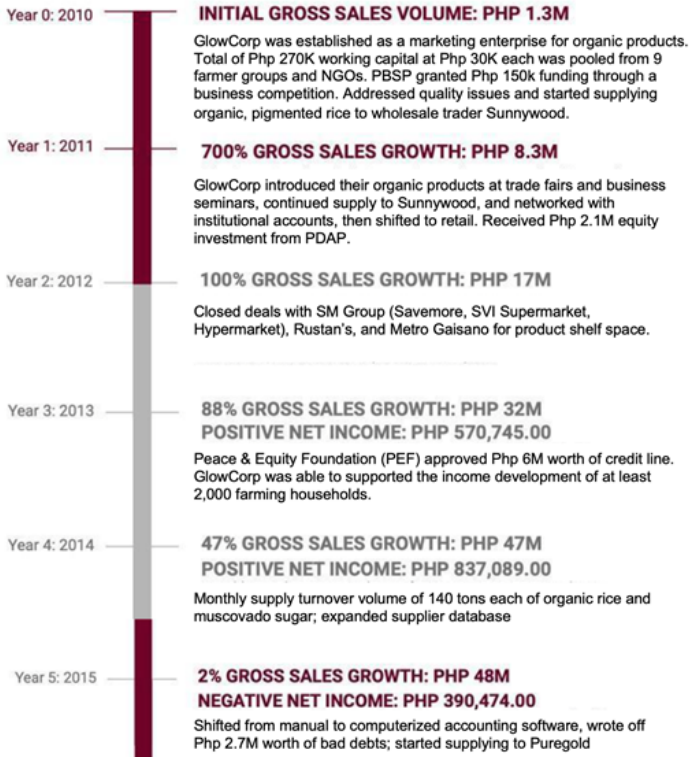 Year 0: 2010
INITIAL GROSS SALES VOLUME: PHP 1.3M
GlowCorp was established as a marketing enterprise for organic products.
Total of Php 270K working capital at Php 30K each was pooled from 9
farmer groups and NGOs. PBSP granted Php 150k funding through a
business competition. Addressed quality issues and started supplying
organic, pigmented rice to wholesale trader Sunnywood.
Year 1: 2011
700% GROSS SALES GROWTH: PHP 8.3M
GlowCorp introduced their organic products at trade fairs and business
seminars, continued supply to Sunnywood, and networked with
institutional accounts, then shifted to retail. Received Php 2.1M equity
investment from PDAP.
Year 2: 2012
100% GROSS SALES GROWTH: PHP 17M
Closed deals with SM Group (Savemore, SVI Supermarket,
Hypermarket), Rustan's, and Metro Gaisano for product shelf space.
Year 3: 2013
88% GROSS SALES GROWTH: PHP 32M
POSITIVE NET INCOME: PHP 570,745.00
Peace & Equity Foundation (PEF) approved Php 6M worth of credit line.
GlowCorp was able to supported the income development of at least
2,000 farming households.
Year 4: 2014
47% GROSS SALES GROWTH: PHP 47M
POSITIVE NET INCOME: PHP 837,089.00
Monthly supply turnover volume of 140 tons each of organic rice and
muscovado sugar; expanded supplier database
Year 5: 2015
2% GROSS SALES GROWTH: PHP 48M
NEGATIVE NET INCOME: PHP 390,474.00
Shifted from manual to computerized accounting software, wrote off
Php 2.7M worth of bad debts; started supplying to Puregold